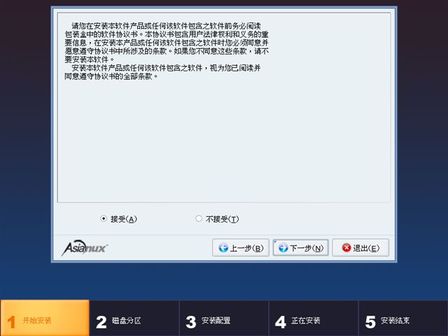 请您在安装本软件产品或任何该软件包含之软件前务必阅读
包装盒中的软件协议书。本协议书包含用户法律权利和义务的重
要信息，在安装本产品或任何该软件包含之软件时您必须同意并
愿意遵守协议书中所涉及的条款。如果您不同意这些条款，请不
要安装本软件。
安装本软件产品或任何该软件包含之软件，视为您已阅读并
同意遵守协议书的全部条款。
接受(A)
不接受(T)
Asianux
上一步(B)
下一步(N)
退出(E)
1 开始安装
2 磁盘分区
3 安装配置
4 正在安装
5 安装结束